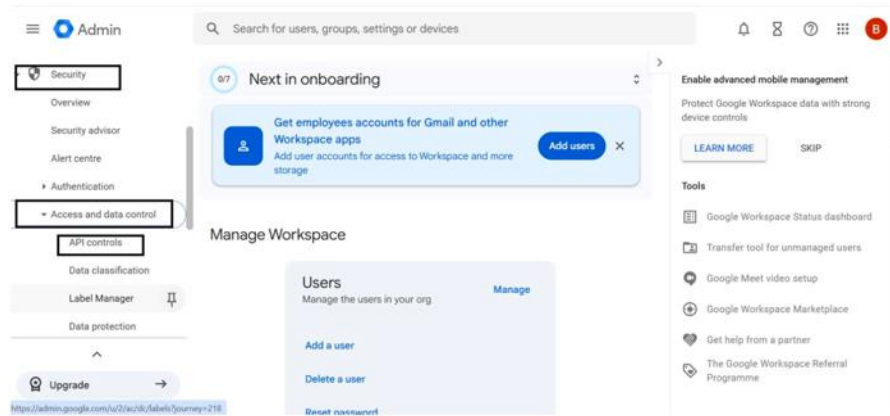 Admin
Search for users, groups, settings or devices
B
Security
Overview
Security advisor
Alert centre
Authentication
Access and data control
API controls
Data classification
Label Manager
Data protection
Upgrade
https://admin.google.com/u/2/ac/dc/labels?journey=218
0/7
Next in onboarding
Get employees accounts for Gmail and other
Workspace apps
Add user accounts for access to Workspace and more
storage
Add users
Manage Workspace
Users
Manage the users in your org
Manage
Add a user
Delete a user
Reset password
Enable advanced mobile management
Protect Google Workspace data with strong
device controls
LEARN MORE
SKIP
Tools
Google Workspace Status dashboard
Transfer tool for unmanaged users
Google Meet video setup
Google Workspace Marketplace
Get help from a partner
The Google Workspace Referral
Programme